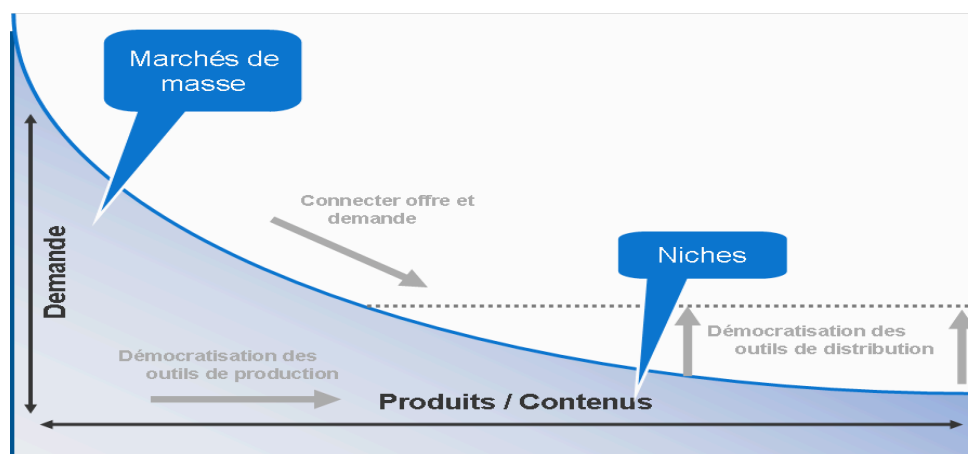 Marchés de
masse
Connecter offre et
demande
Niches
Demande
Démocratisation des
outils de distribution
Démocratisation des
outils de production
Produits / Contenus